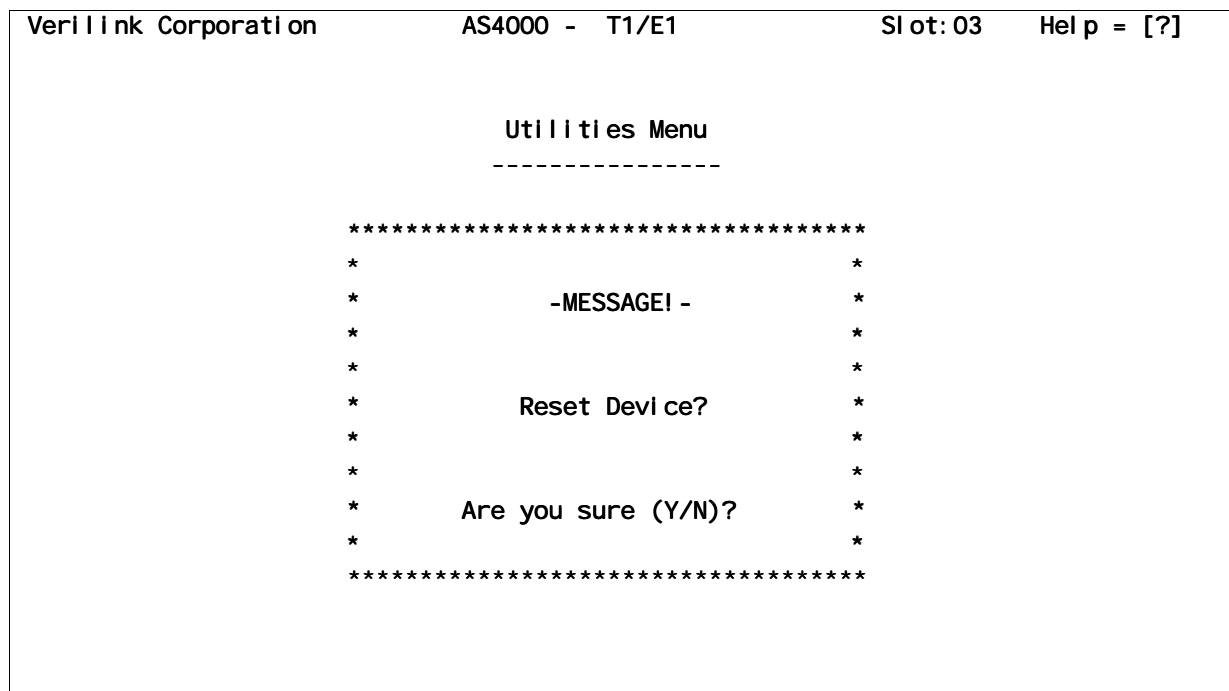 Verilink Corporation AS4000 - T1/E1 Slot:03 Help = [?]
Utilities Menu
----------------
************************************
* *
* -MESSAGE!- *
* *
* *
* Reset Device? *
* *
* *
* Are you sure (Y/N)? *
* *
************************************